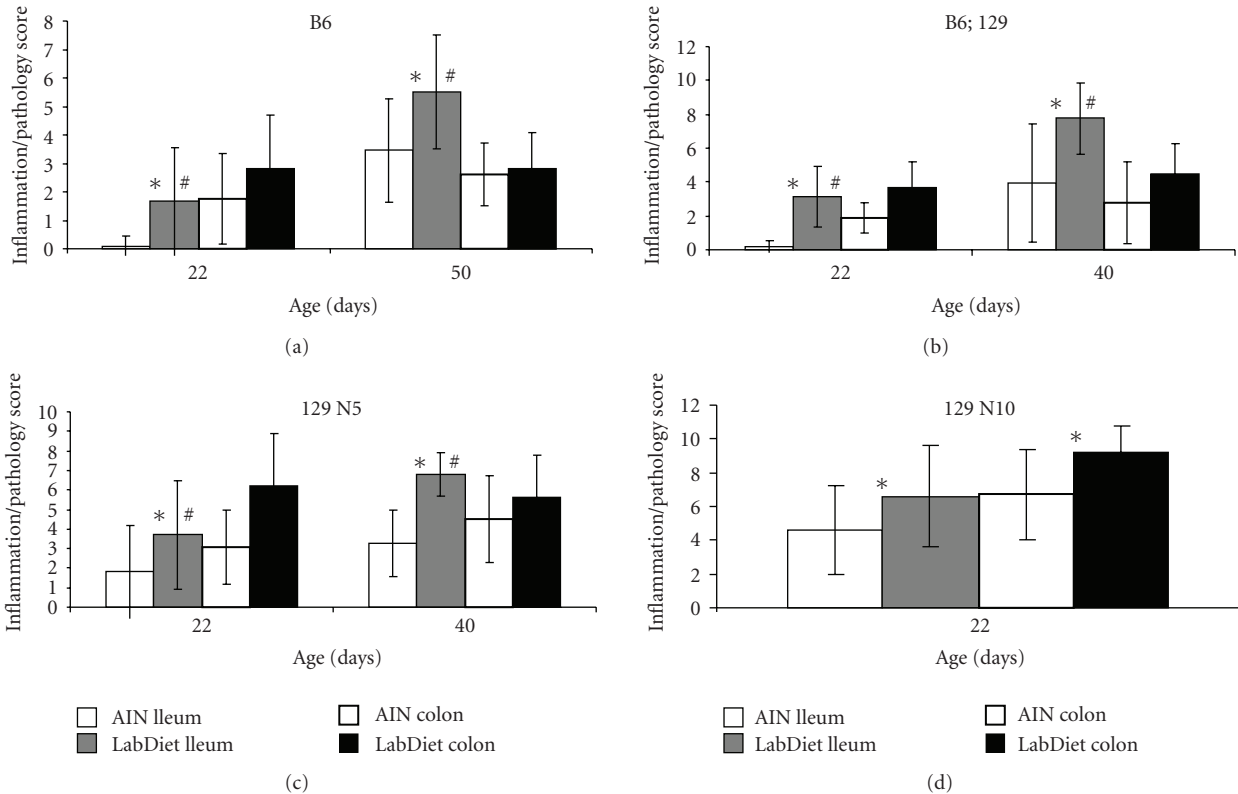 B6
Inflammation/pathology score
8
7
6
5
4
3
2
1
0
* #
* #
22 50
Age (days)
(a)
B6; 129
Inflammation/pathology score
12
10
8
6
4
2
0
* #
* #
22 40
Age (days)
(b)
129 N5
Inflammation/pathology score
10
9
8
7
6
5
4
3
2
1
0
* #
* #
22 40
Age (days)
AIN lleum AIN colon
LabDiet lleum LabDiet colon
(c)
129 N10
Inflammation/pathology score
12
10
8
6
4
2
0
*
*
22
Age (days)
AIN lleum AIN colon
LabDiet lleum LabDiet colon
(d)